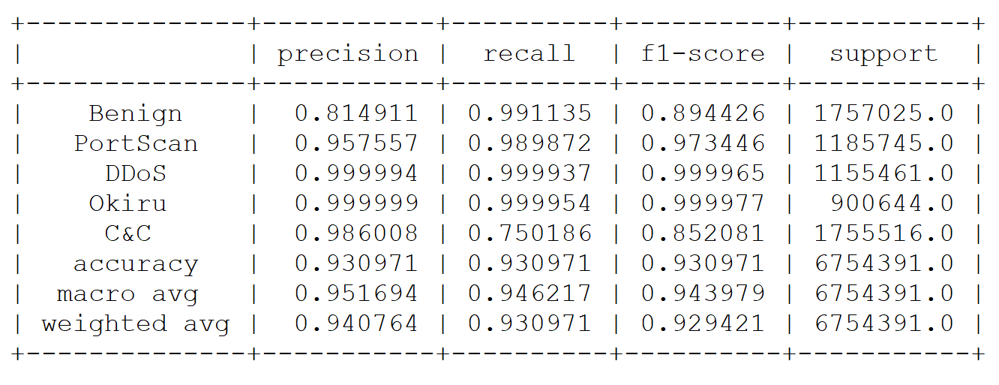 +--------------+-----------+----------+----------+-----------+
|              | precision |  recall  | f1-score |  support  |
+--------------+-----------+----------+----------+-----------+
|    Benign    |  0.814911 | 0.991135 | 0.894426 | 1757025.0 |
|   PortScan   |  0.957557 | 0.989872 | 0.973446 | 1185745.0 |
|     DDoS     |  0.999994 | 0.999937 | 0.999965 | 1155461.0 |
|    Okiru     |  0.999999 | 0.999954 | 0.999977 |  900644.0 |
|     C&C      |  0.986008 | 0.750186 | 0.852081 | 1755516.0 |
|   accuracy   |  0.930971 | 0.930971 | 0.930971 | 6754391.0 |
|  macro avg   |  0.951694 | 0.946217 | 0.943979 | 6754391.0 |
| weighted avg |  0.940764 | 0.930971 | 0.929421 | 6754391.0 |
+--------------+-----------+----------+----------+-----------+